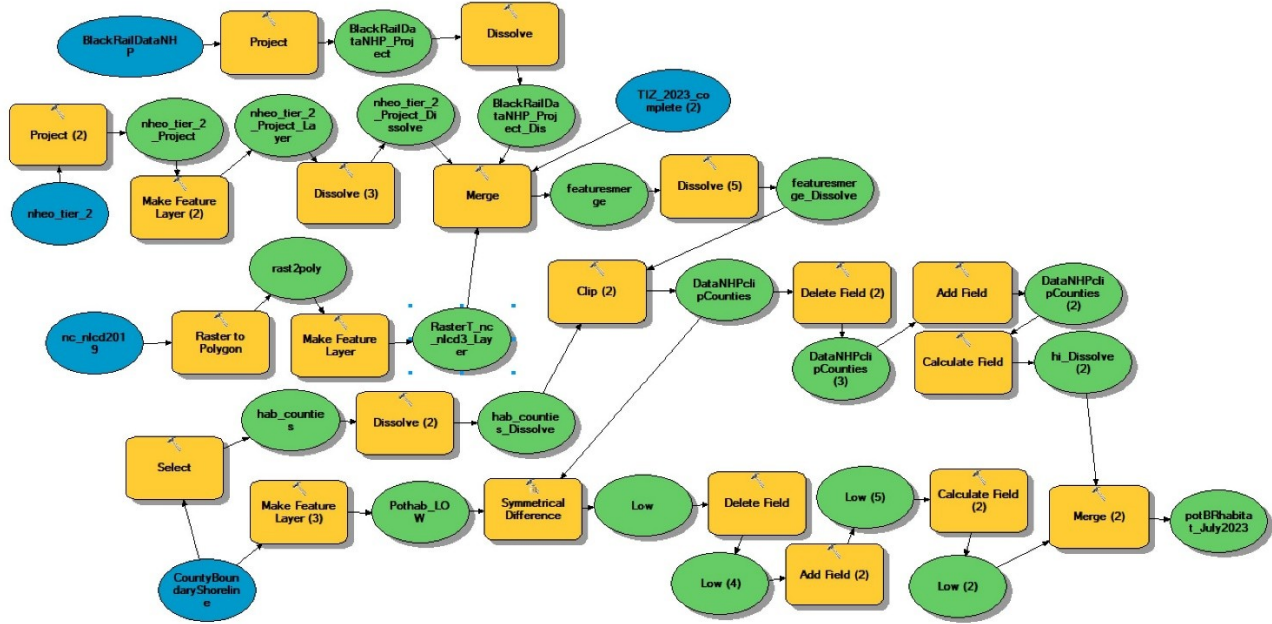 BlackRailDataNH
P
Project
BlackRailDa
taNHP_Proj
ect
Dissolve
TIZ_2023_co
mplete (2)
Project (2)
nheo_tier_2
_Project
nheo_tier_2
_Project_La
yer
nheo_tier_2
_Project_Di
ssolve
BlackRailDa
taNHP_Proj
ect_Dis
nheo_tier_2
Make Feature
Layer (2)
Dissolve (3)
Merge
featuresmer
ge
Dissolve (5)
featuresmer
ge_Dissolve
rast2poly
Clip (2)
DataNHPcli
pCounties
Delete Field
(2)
Add Field
DataNHPcli
pCounties
(2)
nc_nlcd201
9
Raster to
Polygon
Make Feature
Layer
RasterT_nc
_nlcd3_Lay
er
DataNHPcli
pCounties
(3)
Calculate Field
hi_Dissolve
(2)
hab_countie
s
Dissolve (2)
hab_countie
s_Dissolve
Select
Make Feature
Layer (3)
Pothab_LO
W
Symmetrical
Difference
Low
Delete Field
Low (5)
Calculate Field
(2)
Merge (2)
potBRhabita
t_July2023
CountyBoun
daryShoreli
ne
Low (4)
Add Field (2)
Low (2)